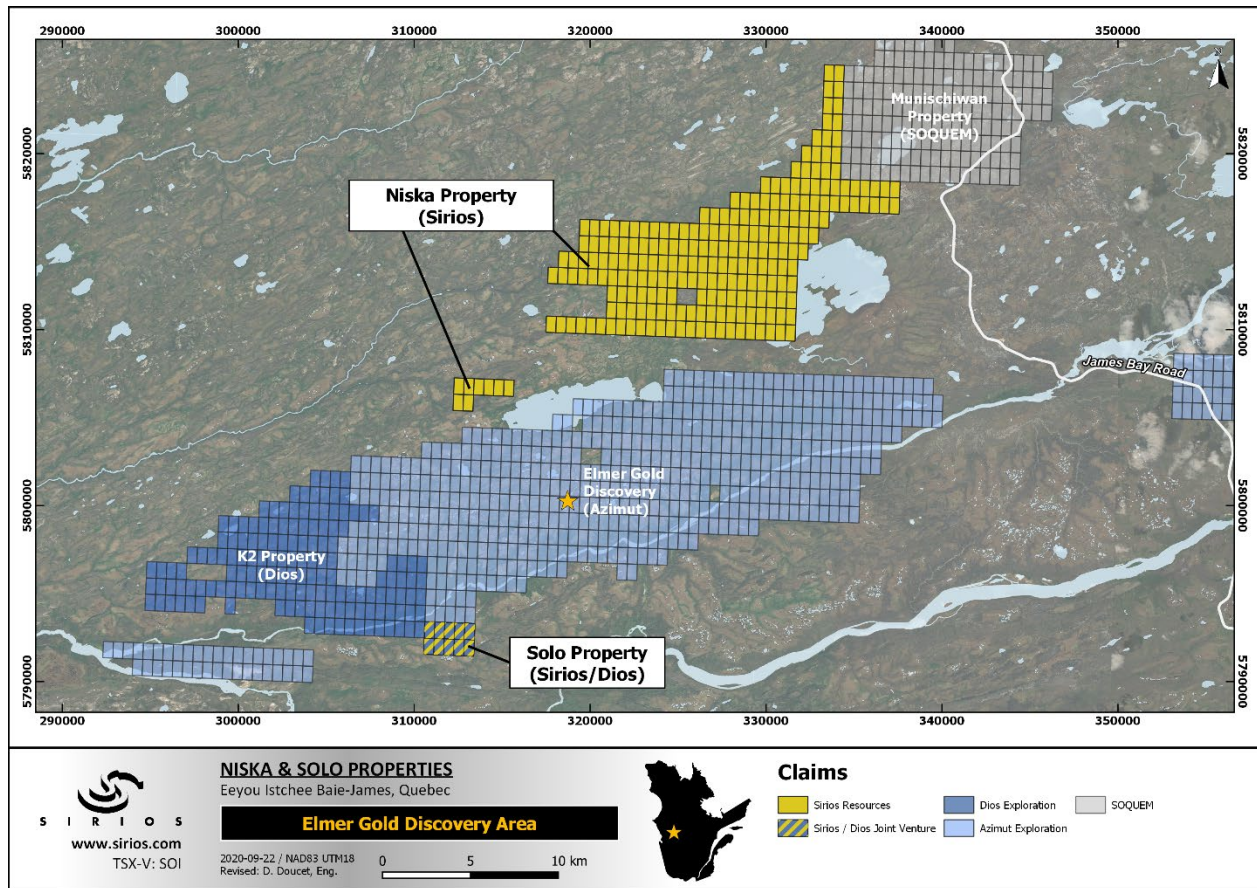 290000 300000 310000 320000 330000 340000 350000
5820000
5820000
Munischiwan
Property
(SOQUEM)
Niska Property
(Sirios)
5810000
5810000
James Bay Road
Elmer Gold
Discovery
(Azimut)
5800000
5800000
K2 Property
(Dios)
Solo Property
(Sirios/Dios)
5790000
5790000
290000 300000 310000 320000 330000 340000 350000
SIRIOS
www.sirios.com
TSX-V: SOI
NISKA & SOLO PROPERTIES
Eeyou Istchee Baie-James, Quebec
Elmer Gold Discovery Area
2020-09-22 / NAD83 UTM18
Revised: D. Doucet, Eng.
0 5 10 km
Claims
Sirios Resources
Dios Exploration
SOQUEM
Sirios / Dios Joint Venture
Azimut Exploration